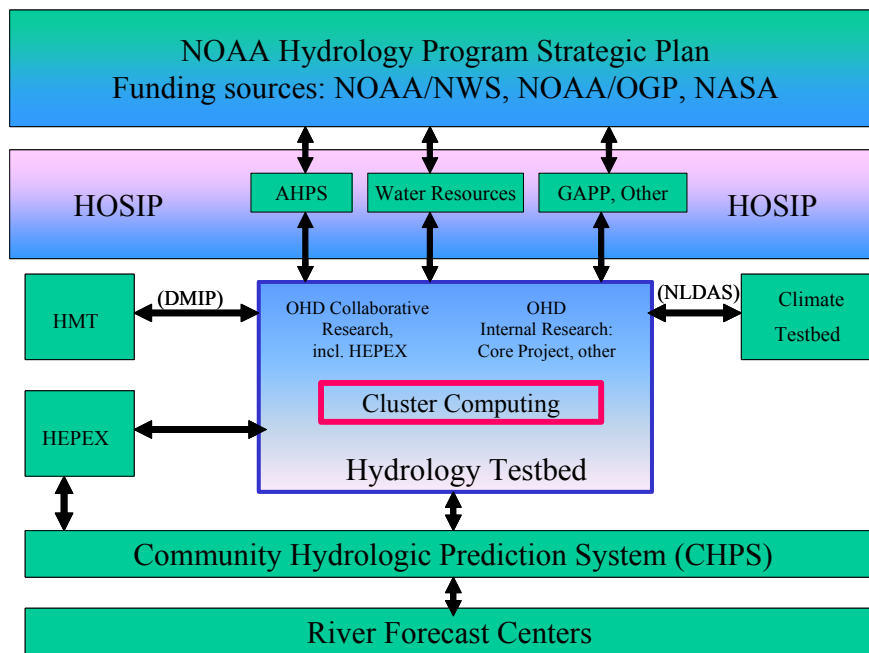 NOAA Hydrology Program Strategic Plan
Funding sources: NOAA/NWS, NOAA/OGP, NASA
HOSIP
AHPS
Water Resources
GAPP, Other
HOSIP
HMT
(DMIP)
OHD Collaborative
Research,
incl. HEPEX
OHD
Internal Research:
Core Project, other
(NLDAS)
Climate
Testbed
Cluster Computing
HEPEX
Hydrology Testbed
Community Hydrologic Prediction System (CHPS)
River Forecast Centers